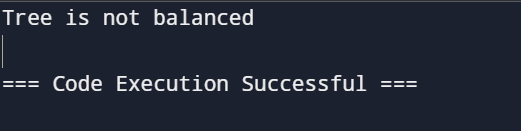 Tree is not balanced
=== Code Execution Successful ===